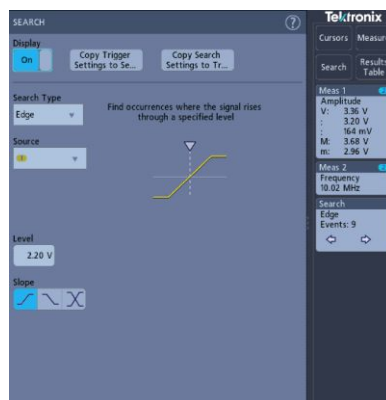 SEARCH
?
Tektronix
Display
On
Copy Trigger
Settings to Se...
Copy Search
Settings to Tr...
Cursors
Measure
Search
Results
Table
Search Type
Edge
Find occurrences where the signal rises
through a specified level
Source
Level
2.20 V
Slope
Meas 1
Amplitude
V: 3.36 V
: 3.20 V
: 164 mV
M: 3.68 V
m: 2.96 V
Meas 2
Frequency
10.02 MHz
Search
Edge
Events: 9